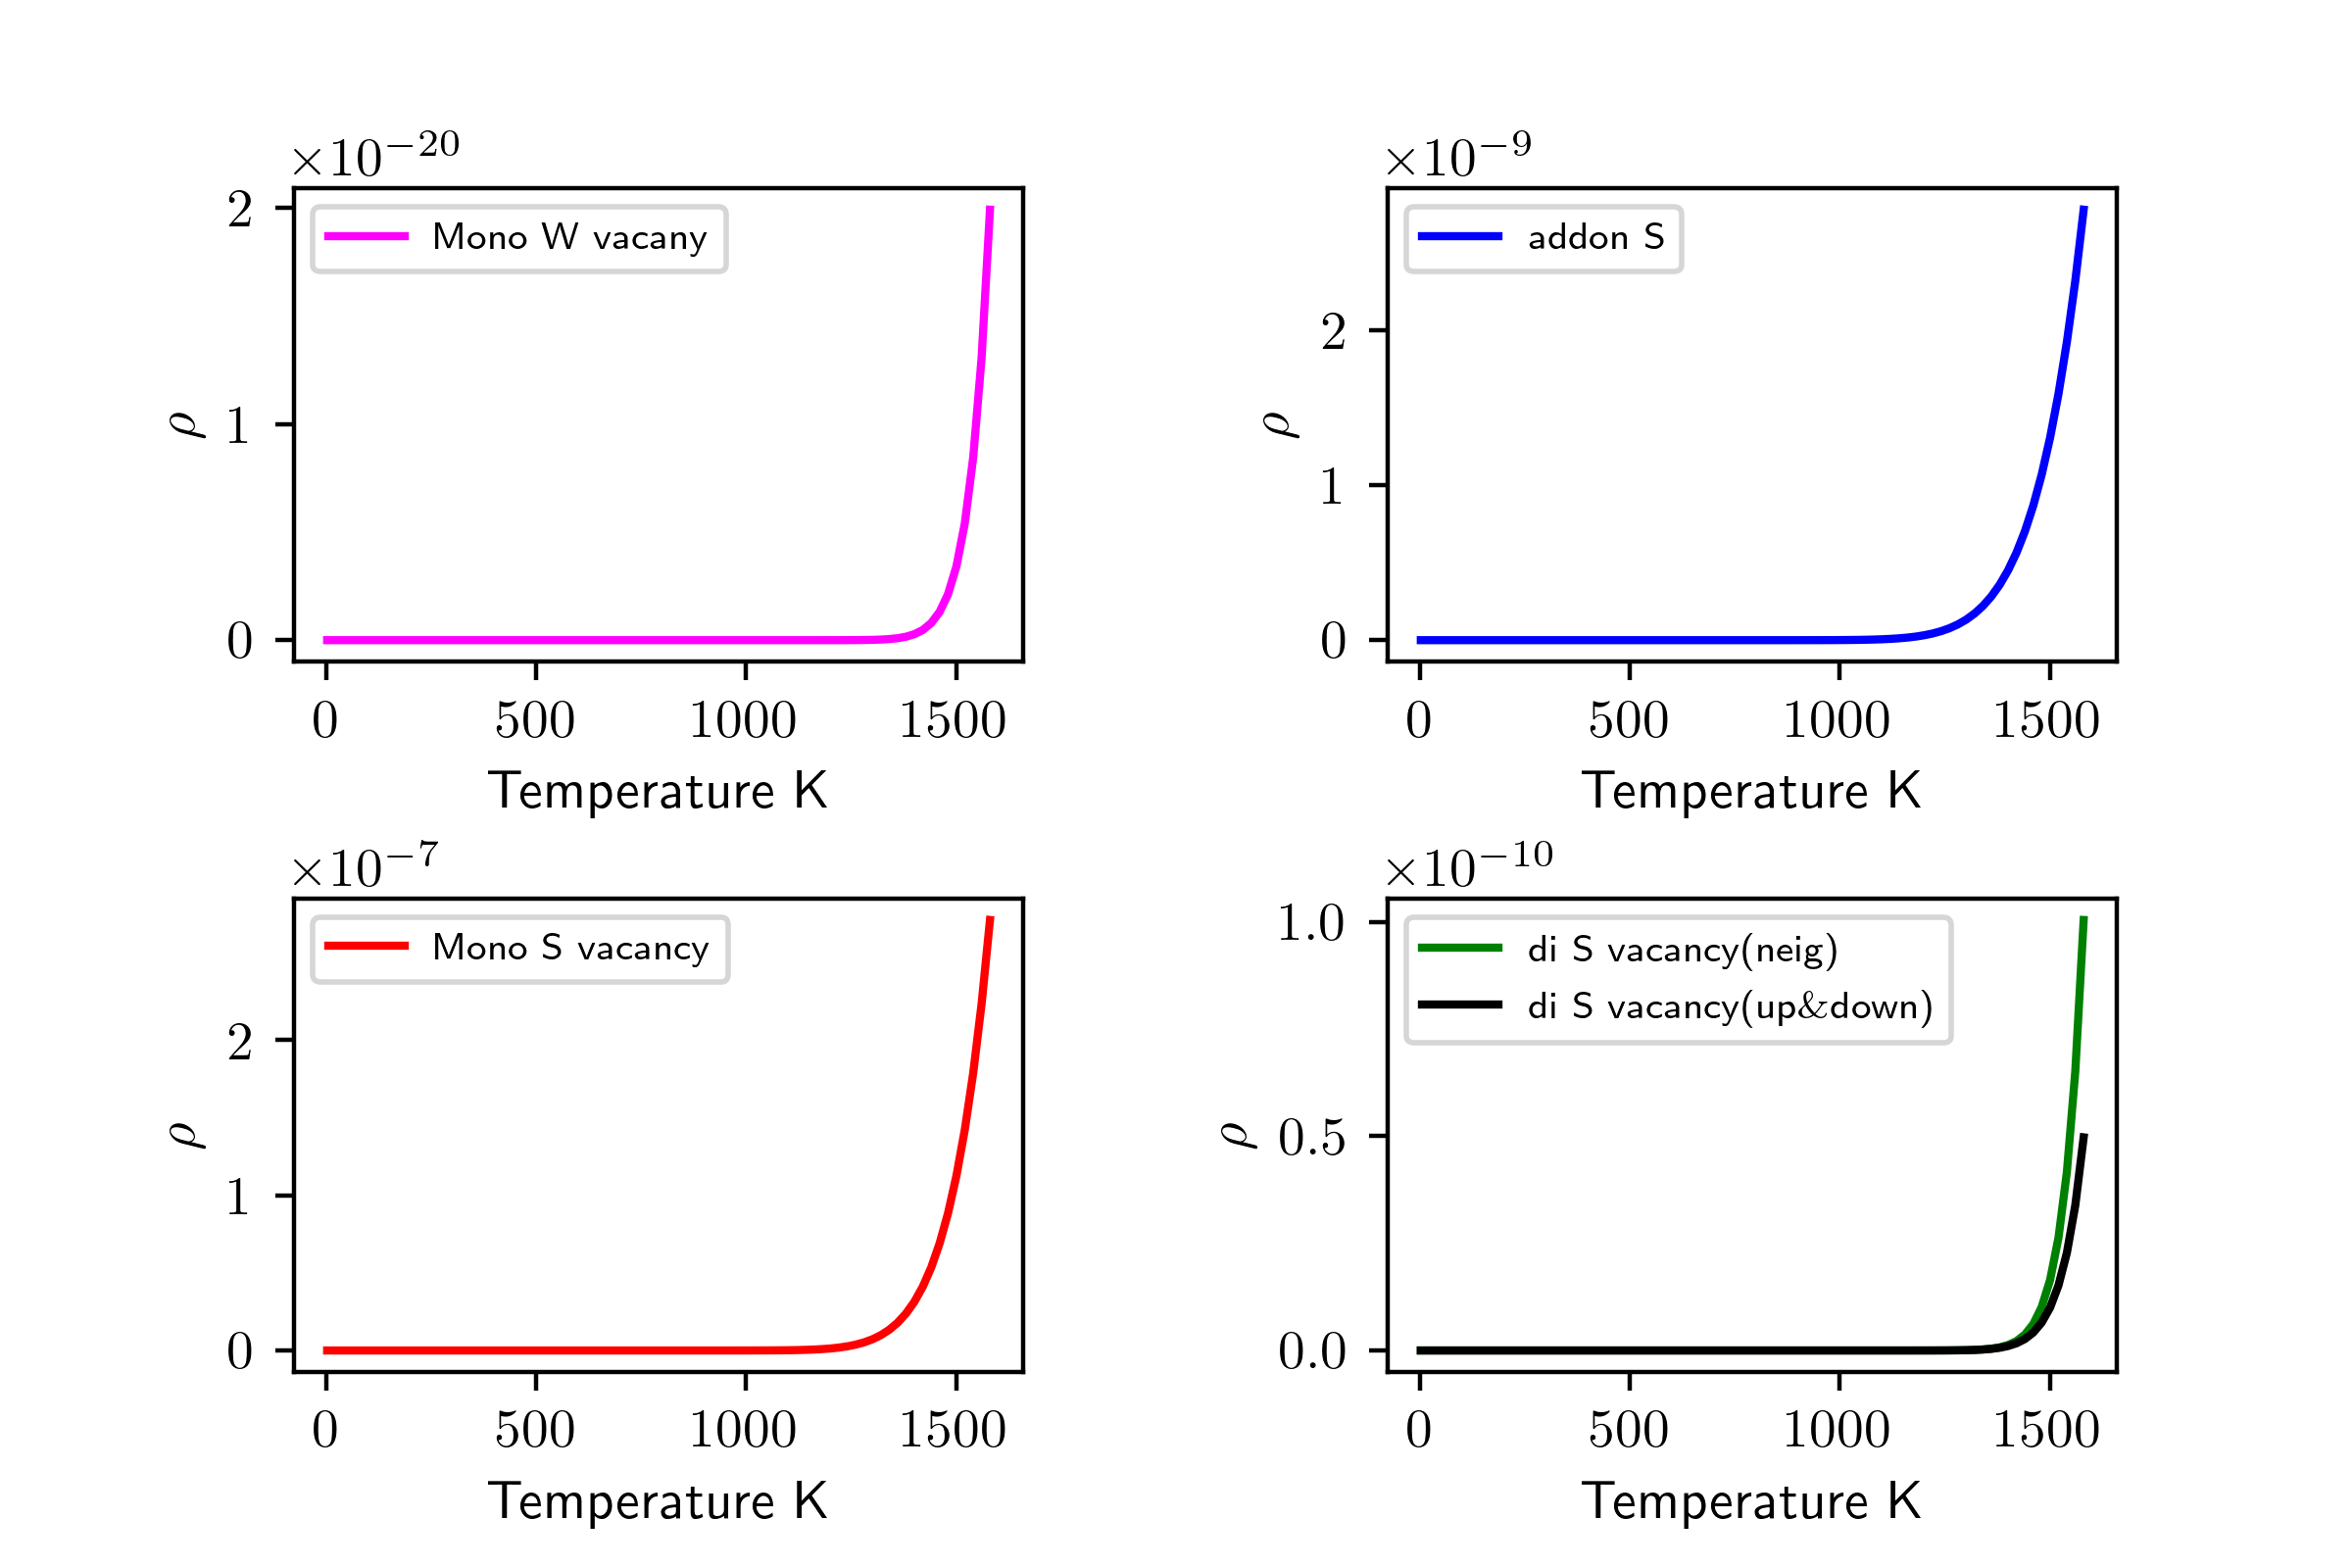 ×10⁻²⁰
2
1
0
ρ
Mono W vacany
0 500 1000 1500
Temperature K
×10⁻⁹
2
1
0
ρ
addon S
0 500 1000 1500
Temperature K
×10⁻⁷
2
1
0
ρ
Mono S vacancy
0 500 1000 1500
Temperature K
×10⁻¹⁰
1.0
0.5
0.0
ρ
di S vacancy(neig)
di S vacancy(up&down)
0 500 1000 1500
Temperature K